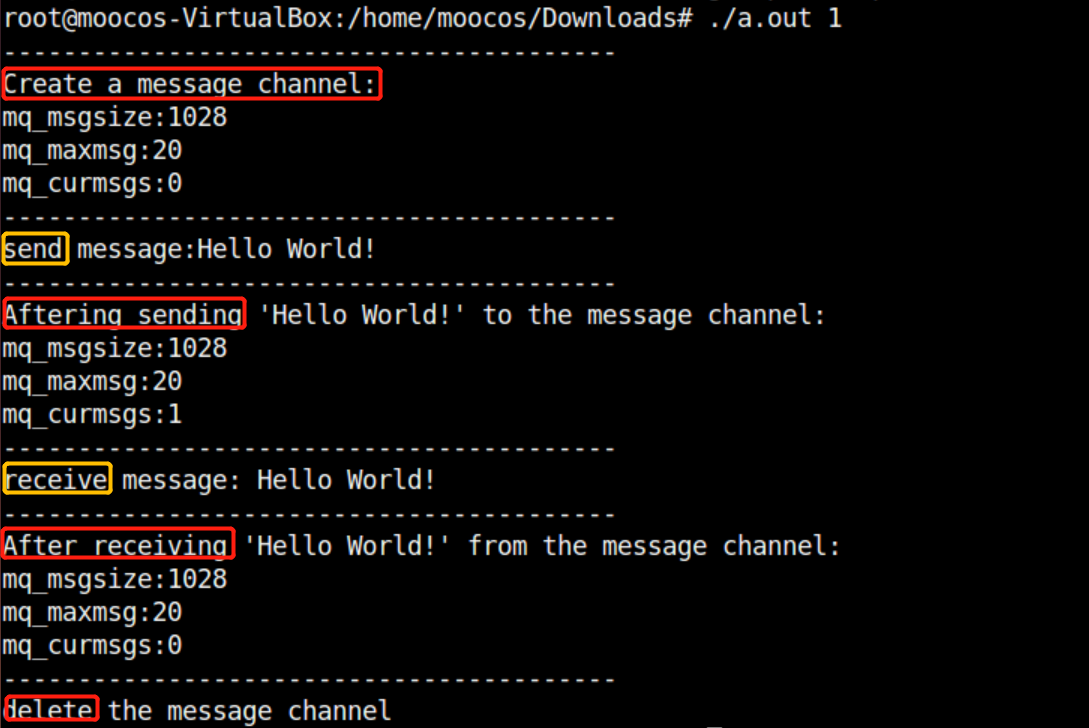 root@moocos-VirtualBox:/home/moocos/Downloads# ./a.out 1
-----------------------------------------
Create a message channel:
mq_msgsize:1028
mq_maxmsg:20
mq_curmsgs:0
-----------------------------------------
send message:Hello World!
-----------------------------------------
Aftering sending 'Hello World!' to the message channel:
mq_msgsize:1028
mq_maxmsg:20
mq_curmsgs:1
-----------------------------------------
receive message: Hello World!
-----------------------------------------
After receiving 'Hello World!' from the message channel:
mq_msgsize:1028
mq_maxmsg:20
mq_curmsgs:0
-----------------------------------------
delete the message channel